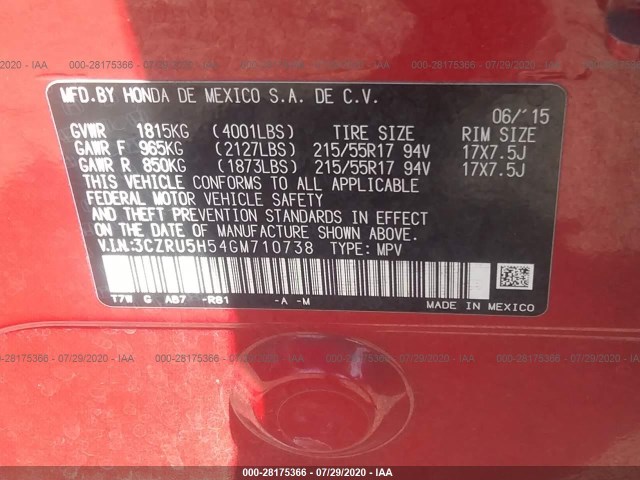 000-28175366 • 07/29/2020 - IAA
MFD.BY HONDA DE MEXICO S.A. DE C.V.
06/'15
GVWR 1815KG (4001LBS) TIRE SIZE RIM SIZE
GAWR F 965KG (2127LBS) 215/55R17 94V 17X7.5J
GAWR R 850KG (1873LBS) 215/55R17 94V 17X7.5J
THIS VEHICLE CONFORMS TO ALL APPLICABLE
FEDERAL MOTOR VEHICLE SAFETY
AND THEFT PREVENTION STANDARDS IN EFFECT
ON THE DATE OF MANUFACTURE SHOWN ABOVE.
V.I.N:3CZRU5H54GM710738 TYPE: MPV
T7W G AB7 -R81 -A -M
MADE IN MEXICO
000-28175366 • 07/29/2020 - IAA
000-28175366 • 07/29/2020 - IAA